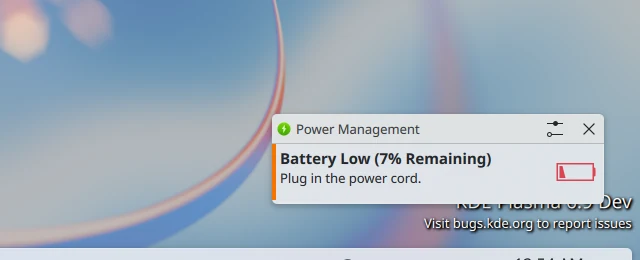 Power Management
Battery Low (7% Remaining)
Plug in the power cord.
KDE Plasma 6.5 Dev
Visit bugs.kde.org to report issues